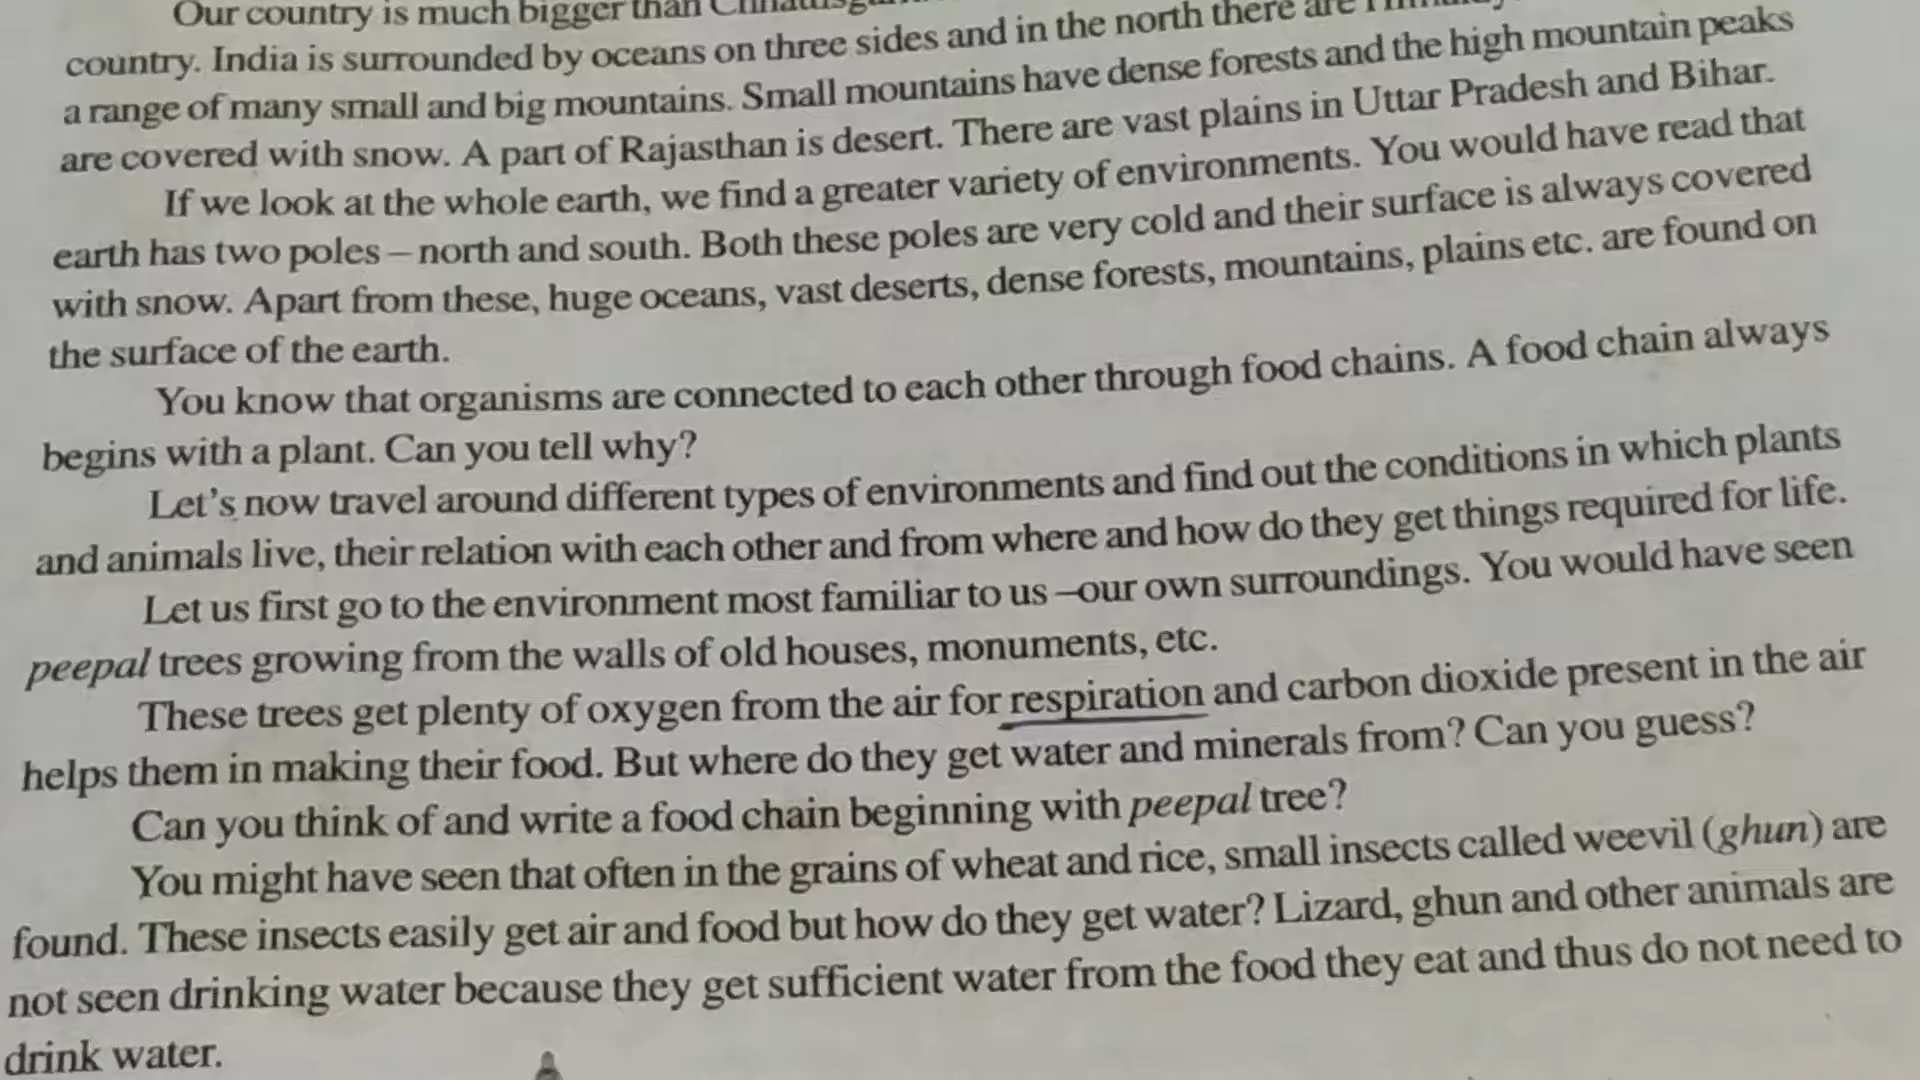 Our country is much bigger than
country. India is surrounded by oceans on three sides and in the north there are
a range of many small and big mountains. Small mountains have dense forests and the high mountain peaks
are covered with snow. A part of Rajasthan is desert. There are vast plains in Uttar Pradesh and Bihar.
If we look at the whole earth, we find a greater variety of environments. You would have read that
earth has two poles – north and south. Both these poles are very cold and their surface is always covered
with snow. Apart from these, huge oceans, vast deserts, dense forests, mountains, plains etc. are found on
the surface of the earth.
You know that organisms are connected to each other through food chains. A food chain always
begins with a plant. Can you tell why?
Let's now travel around different types of environments and find out the conditions in which plants
and animals live, their relation with each other and from where and how do they get things required for life.
Let us first go to the environment most familiar to us –our own surroundings. You would have seen
peepal trees growing from the walls of old houses, monuments, etc.
These trees get plenty of oxygen from the air for respiration and carbon dioxide present in the air
helps them in making their food. But where do they get water and minerals from? Can you guess?
Can you think of and write a food chain beginning with peepal tree?
You might have seen that often in the grains of wheat and rice, small insects called weevil (ghun) are
found. These insects easily get air and food but how do they get water? Lizard, ghun and other animals are
not seen drinking water because they get sufficient water from the food they eat and thus do not need to
drink water.